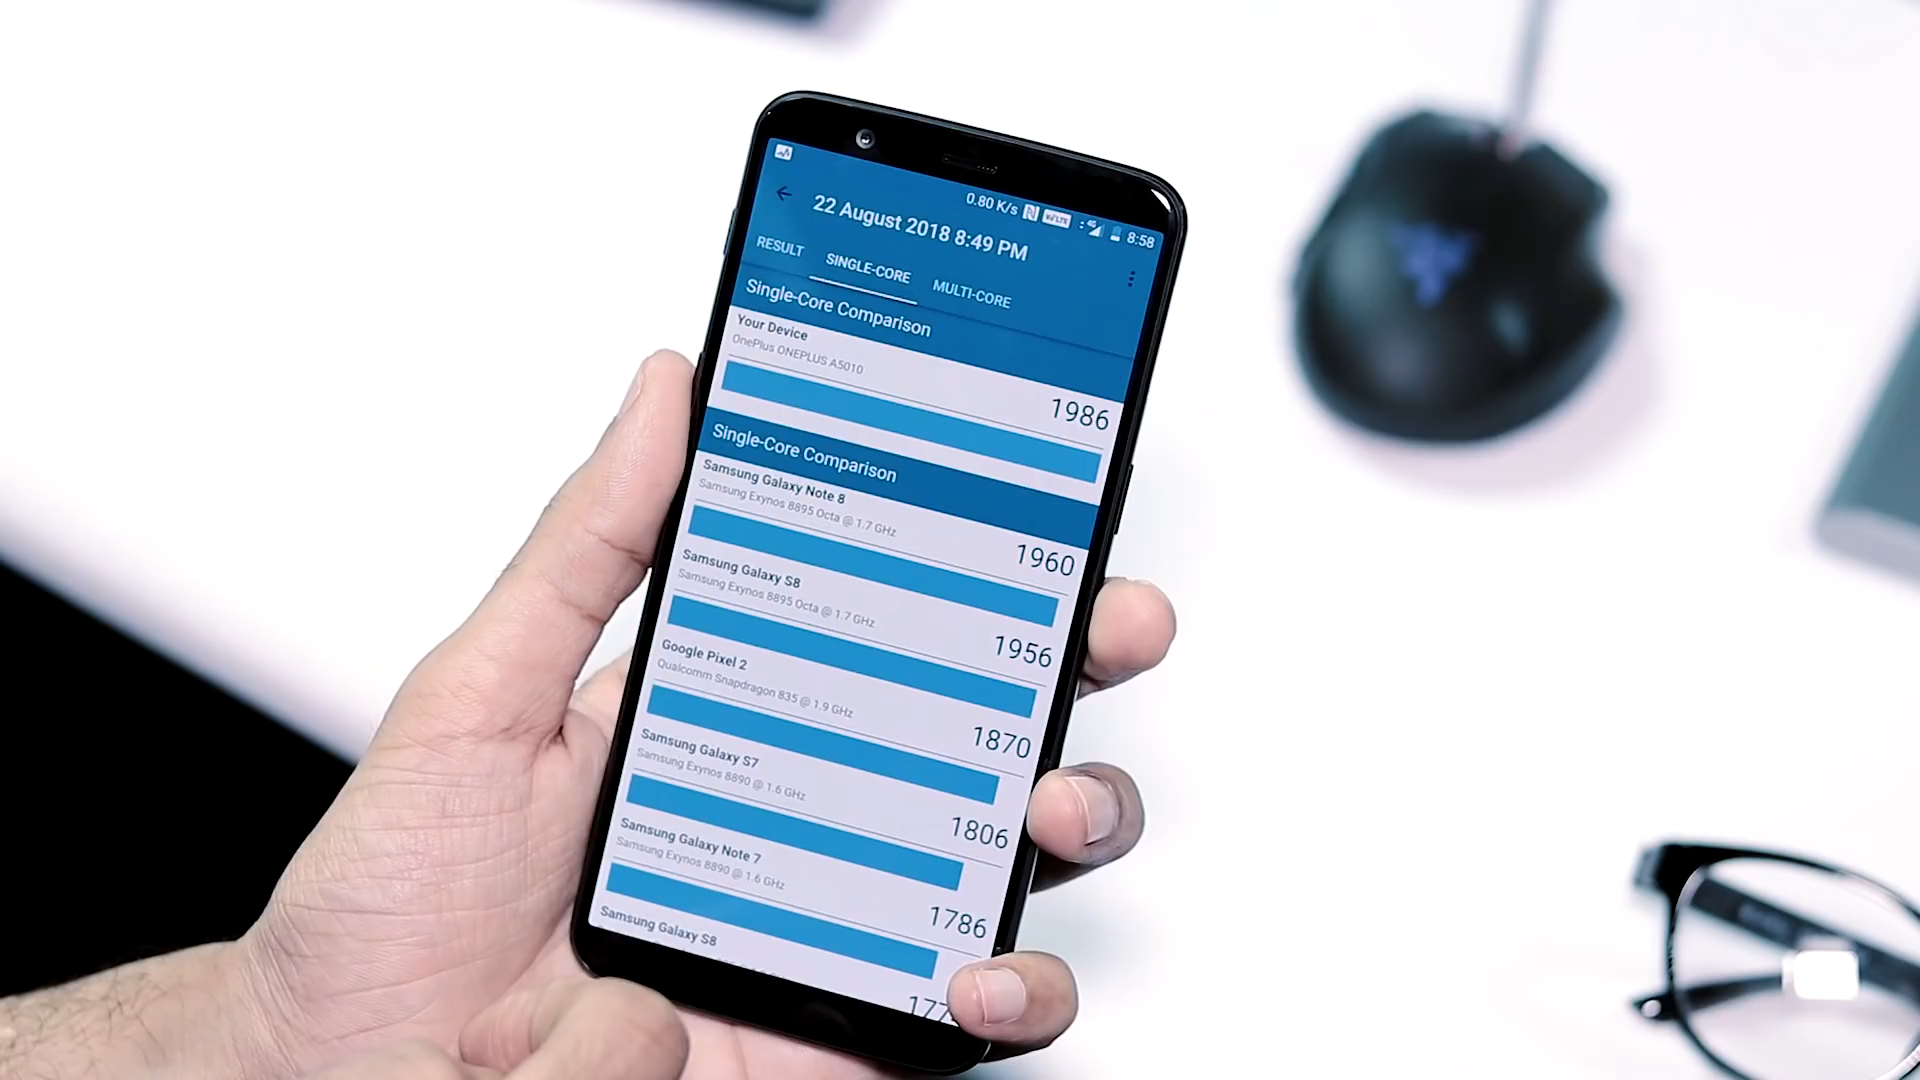 0.80 K/s VoLTE 4G 8:58
22 August 2018 8:49 PM
RESULT SINGLE-CORE MULTI-CORE
Single-Core Comparison
Your Device
OnePlus ONEPLUS A5010
1986
Single-Core Comparison
Samsung Galaxy Note 8
Samsung Exynos 8895 Octa @ 1.7 GHz
1960
Samsung Galaxy S8
Samsung Exynos 8895 Octa @ 1.7 GHz
1956
Google Pixel 2
Qualcomm Snapdragon 835 @ 1.9 GHz
1870
Samsung Galaxy S7
Samsung Exynos 8890 @ 1.6 GHz
1806
Samsung Galaxy Note 7
Samsung Exynos 8890 @ 1.6 GHz
1786
Samsung Galaxy S8